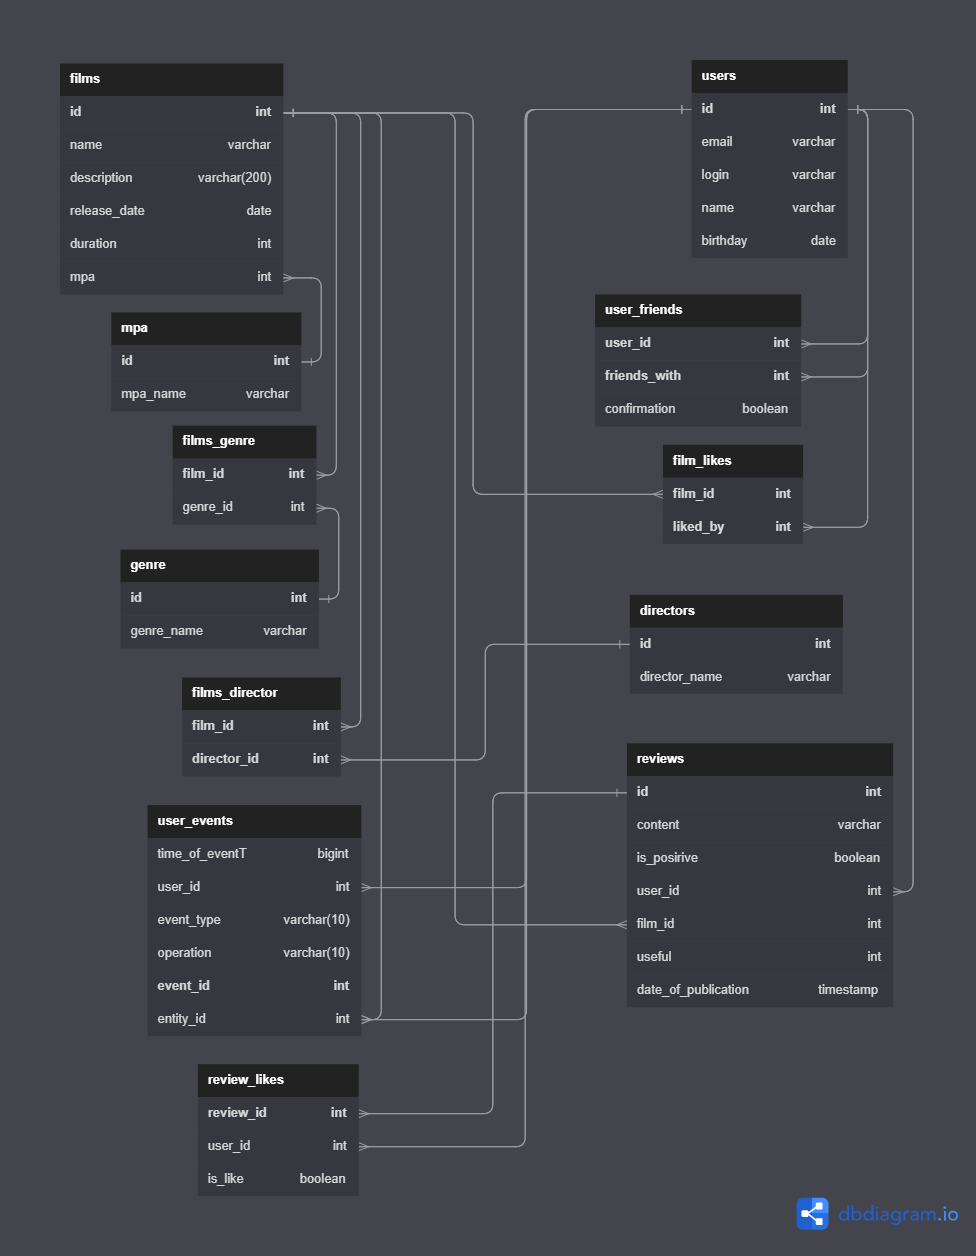 films
id int
name varchar
description varchar(200)
release_date date
duration int
mpa int
mpa
id int
mpa_name varchar
films_genre
film_id int
genre_id int
genre
id int
genre_name varchar
films_director
film_id int
director_id int
user_events
time_of_eventT bigint
user_id int
event_type varchar(10)
operation varchar(10)
event_id int
entity_id int
review_likes
review_id int
user_id int
is_like boolean
users
id int
email varchar
login varchar
name varchar
birthday date
user_friends
user_id int
friends_with int
confirmation boolean
film_likes
film_id int
liked_by int
directors
id int
director_name varchar
reviews
id int
content varchar
is_posirive boolean
user_id int
film_id int
useful int
date_of_publication timestamp
dbdiagram.io